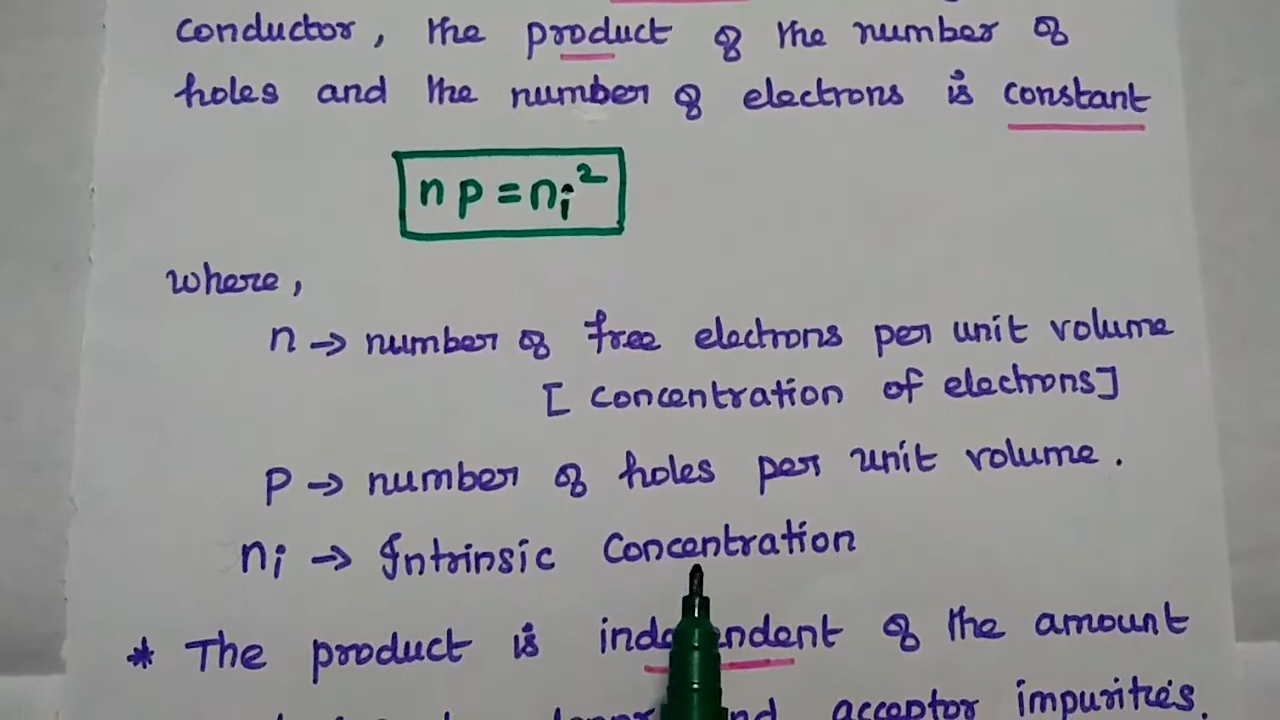 conductor, the product of the number of
holes and the number of electrons is constant
n p = nᵢ²
where,
n → number of free electrons per unit volume
[ concentration of electrons]
p → number of holes per unit volume.
nᵢ → Intrinsic Concentration
* The product is independent of the amount
acceptor impurities.